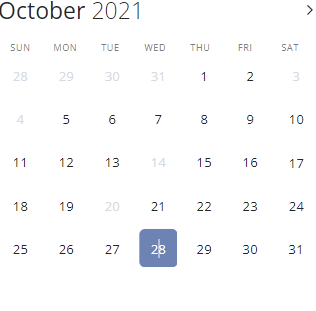 October 2021
SUN MON TUE WED THU FRI SAT
28 29 30 31 1 2 3
4 5 6 7 8 9 10
11 12 13 14 15 16 17
18 19 20 21 22 23 24
25 26 27 28 29 30 31